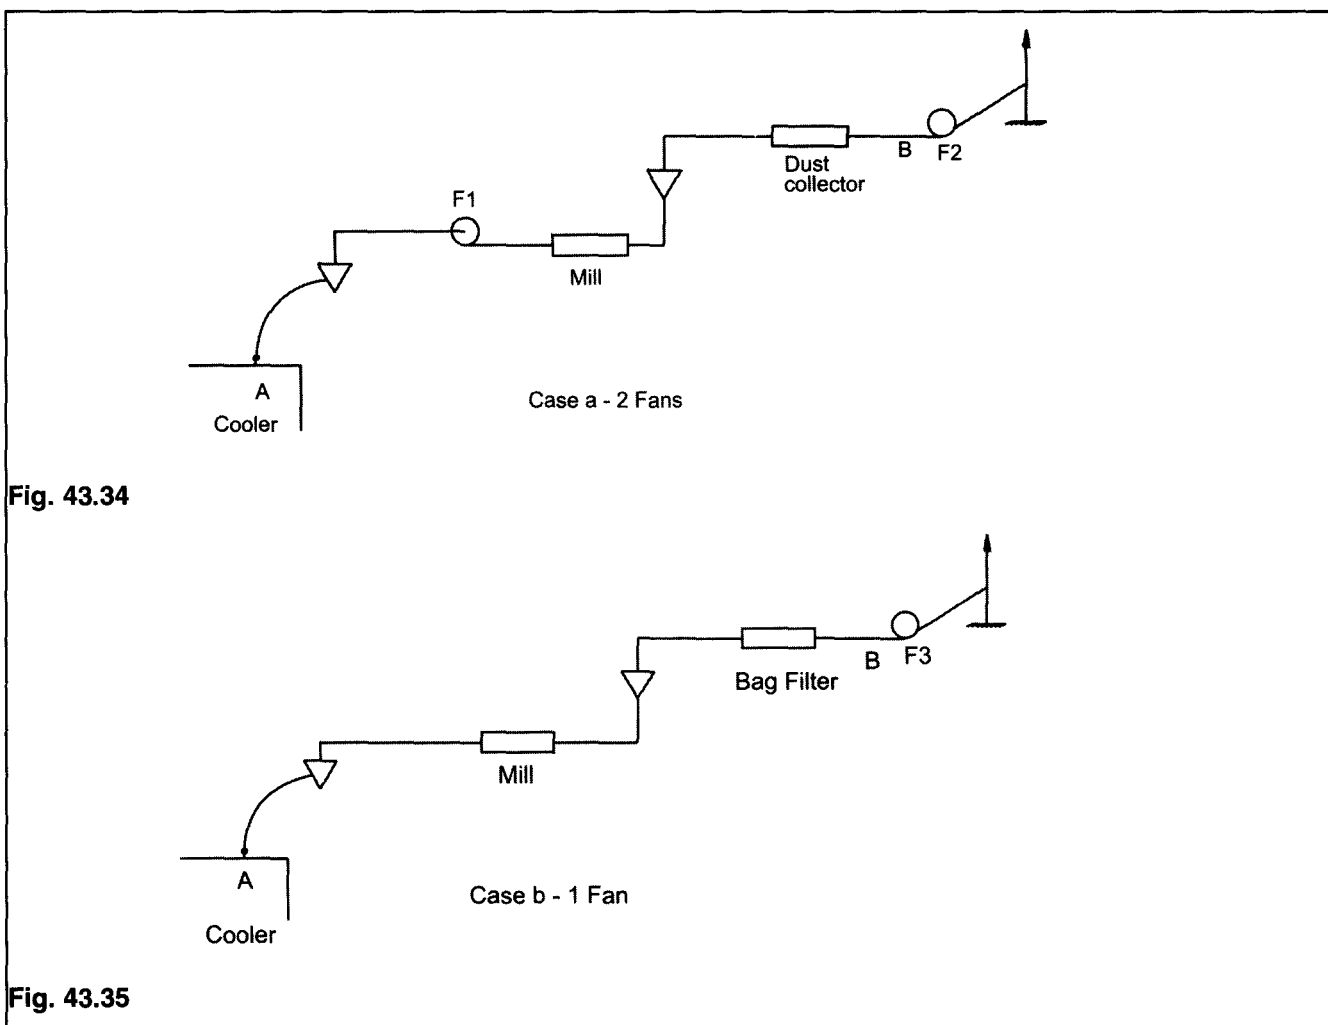 F1
Mill
Dust
collector
B
F2
A
Cooler
Case a - 2 Fans
Fig. 43.34
Mill
Bag Filter
B
F3
A
Cooler
Case b - 1 Fan
Fig. 43.35